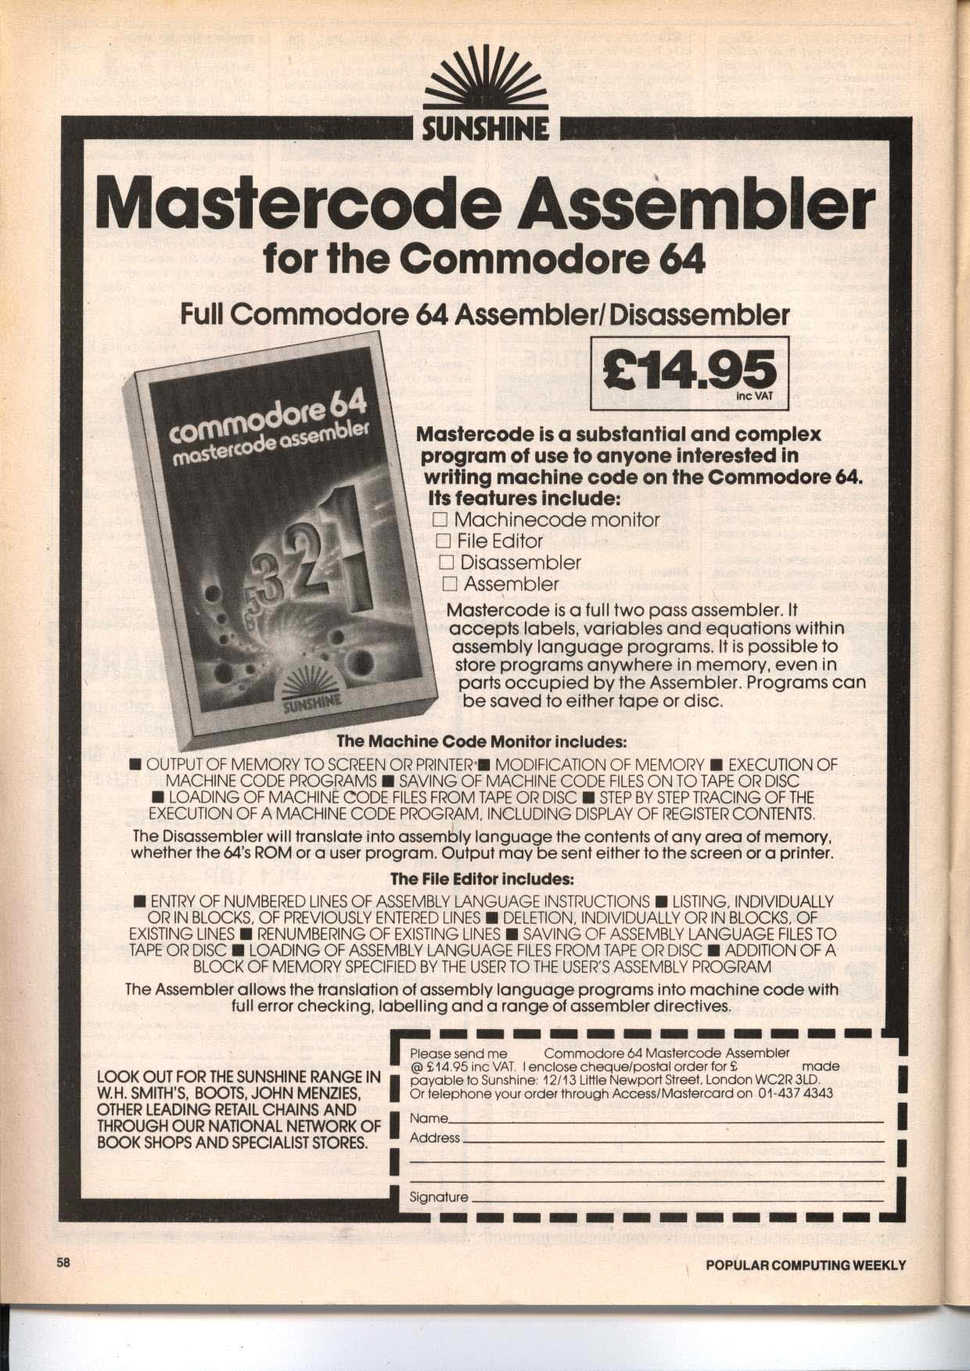 SUNSHINE
Mastercode Assembler
for the Commodore 64
Full Commodore 64 Assembler/Disassembler
£14.95
inc VAT
commodore 64
mastercode assembler
5 3 2 1
SUNSHINE
Mastercode is a substantial and complex
program of use to anyone interested in
writing machine code on the Commodore 64.
Its features include:
□ Machinecode monitor
□ File Editor
□ Disassembler
□ Assembler
Mastercode is a full two pass assembler. It
accepts labels, variables and equations within
assembly language programs. It is possible to
store programs anywhere in memory, even in
parts occupied by the Assembler. Programs can
be saved to either tape or disc.
The Machine Code Monitor includes:
■ OUTPUT OF MEMORY TO SCREEN OR PRINTER ■ MODIFICATION OF MEMORY ■ EXECUTION OF
MACHINE CODE PROGRAMS ■ SAVING OF MACHINE CODE FILES ON TO TAPE OR DISC
■ LOADING OF MACHINE CODE FILES FROM TAPE OR DISC ■ STEP BY STEP TRACING OF THE
EXECUTION OF A MACHINE CODE PROGRAM, INCLUDING DISPLAY OF REGISTER CONTENTS.
The Disassembler will translate into assembly language the contents of any area of memory,
whether the 64's ROM or a user program. Output may be sent either to the screen or a printer.
The File Editor includes:
■ ENTRY OF NUMBERED LINES OF ASSEMBLY LANGUAGE INSTRUCTIONS ■ LISTING, INDIVIDUALLY
OR IN BLOCKS, OF PREVIOUSLY ENTERED LINES ■ DELETION, INDIVIDUALLY OR IN BLOCKS, OF
EXISTING LINES ■ RENUMBERING OF EXISTING LINES ■ SAVING OF ASSEMBLY LANGUAGE FILES TO
TAPE OR DISC ■ LOADING OF ASSEMBLY LANGUAGE FILES FROM TAPE OR DISC ■ ADDITION OF A
BLOCK OF MEMORY SPECIFIED BY THE USER TO THE USER'S ASSEMBLY PROGRAM
The Assembler allows the translation of assembly language programs into machine code with
full error checking, labelling and a range of assembler directives.
LOOK OUT FOR THE SUNSHINE RANGE IN
W.H. SMITH'S, BOOTS, JOHN MENZIES,
OTHER LEADING RETAIL CHAINS AND
THROUGH OUR NATIONAL NETWORK OF
BOOK SHOPS AND SPECIALIST STORES.
Please send me Commodore 64 Mastercode Assembler
@ £14.95 inc VAT. I enclose cheque/postal order for £ made
payable to Sunshine: 12/13 Little Newport Street, London WC2R 3LD.
Or telephone your order through Access/Mastercard on 01-437 4343
Name
Address
Signature
58
POPULAR COMPUTING WEEKLY